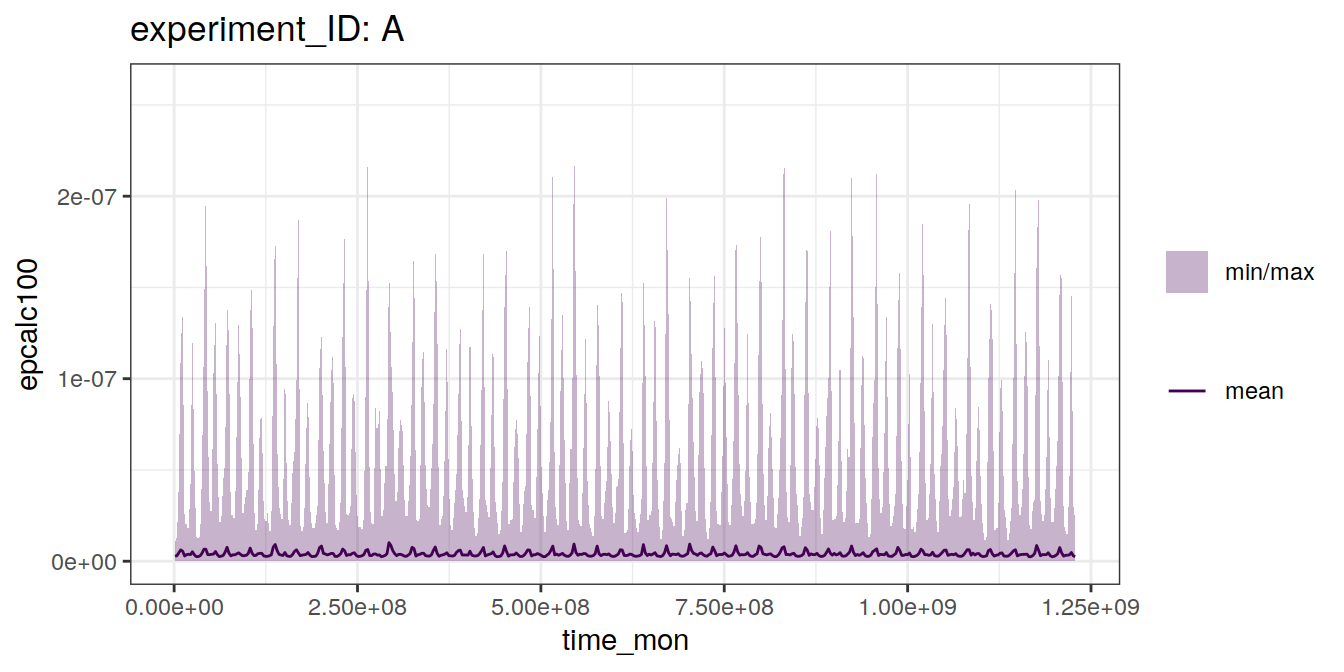 experiment_ID: A
epcalc100
2e-07
1e-07
0e+00
0.00e+00 2.50e+08 5.00e+08 7.50e+08 1.00e+09 1.25e+09
time_mon
min/max
mean